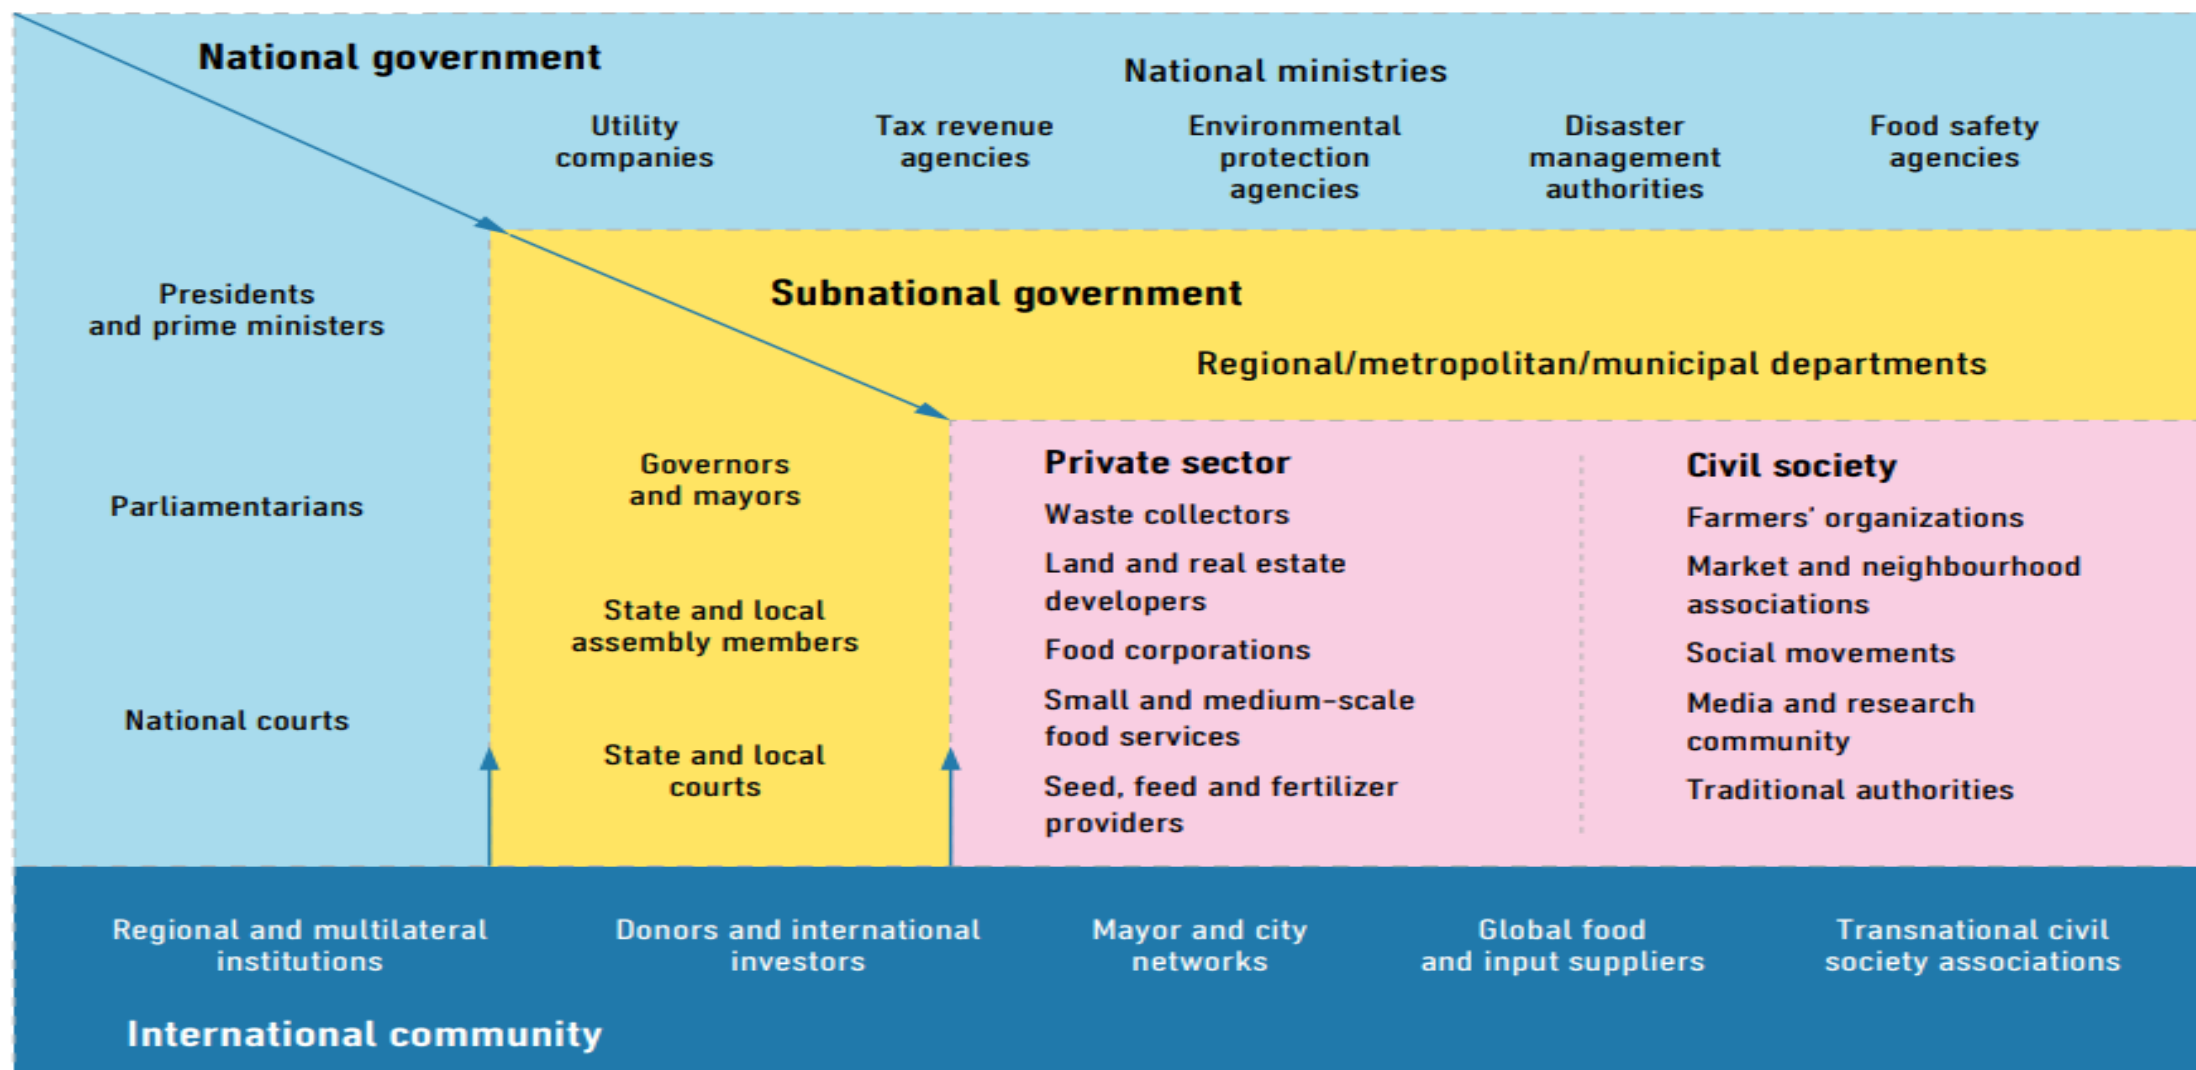 National government
National ministries
Utility
companies
Tax revenue
agencies
Environmental
protection
agencies
Disaster
management
authorities
Food safety
agencies
Presidents
and prime ministers
Parliamentarians
National courts
Subnational government
Regional/metropolitan/municipal departments
Governors
and mayors
State and local
assembly members
State and local
courts
Private sector
Waste collectors
Land and real estate
developers
Food corporations
Small and medium-scale
food services
Seed, feed and fertilizer
providers
Civil society
Farmers' organizations
Market and neighbourhood
associations
Social movements
Media and research
community
Traditional authorities
Regional and multilateral
institutions
Donors and international
investors
Mayor and city
networks
Global food
and input suppliers
Transnational civil
society associations
International community